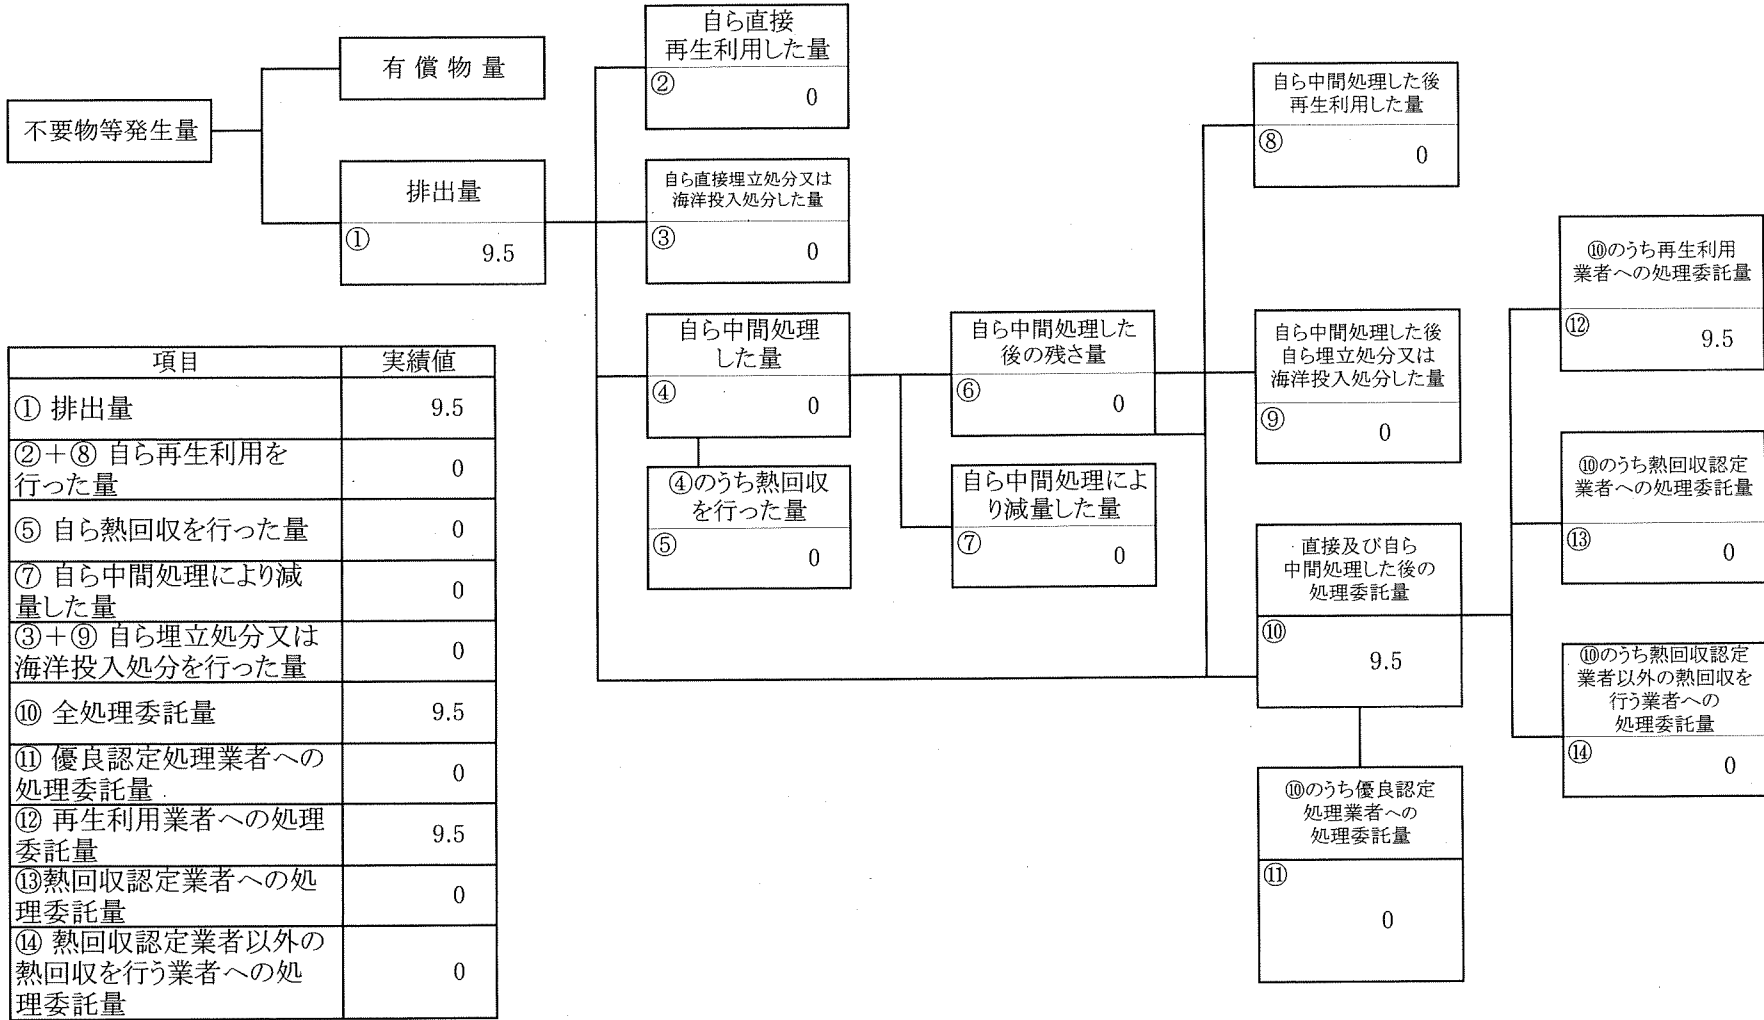 不要物等発生量
有償物量
排出量
①
9.5
自ら直接
再生利用した量
②
0
自ら直接埋立処分又は
海洋投入処分した量
③
0
自ら中間処理
した量
④
0
④のうち熱回収
を行った量
⑤
0
自ら中間処理した
後の残さ量
⑥
0
自ら中間処理によ
り減量した量
⑦
0
自ら中間処理した後
再生利用した量
⑧
0
自ら中間処理した後
自ら埋立処分又は
海洋投入処分した量
⑨
0
直接及び自ら
中間処理した後の
処理委託量
⑩
9.5
⑩のうち優良認定
処理業者への
処理委託量
⑪
0
⑩のうち再生利用
業者への処理委託量
⑫
9.5
⑩のうち熱回収認定
業者への処理委託量
⑬
0
⑩のうち熱回収認定
業者以外の熱回収を
行う業者への
処理委託量
⑭
0
項目 実績値
① 排出量 9.5
②＋⑧ 自ら再生利用を
行った量 0
⑤ 自ら熱回収を行った量 0
⑦ 自ら中間処理により減
量した量 0
③＋⑨ 自ら埋立処分又は
海洋投入処分を行った量 0
⑩ 全処理委託量 9.5
⑪ 優良認定処理業者への
処理委託量 0
⑫ 再生利用業者への処理
委託量 9.5
⑬熱回収認定業者への処
理委託量 0
⑭ 熱回収認定業者以外の
熱回収を行う業者への処
理委託量 0